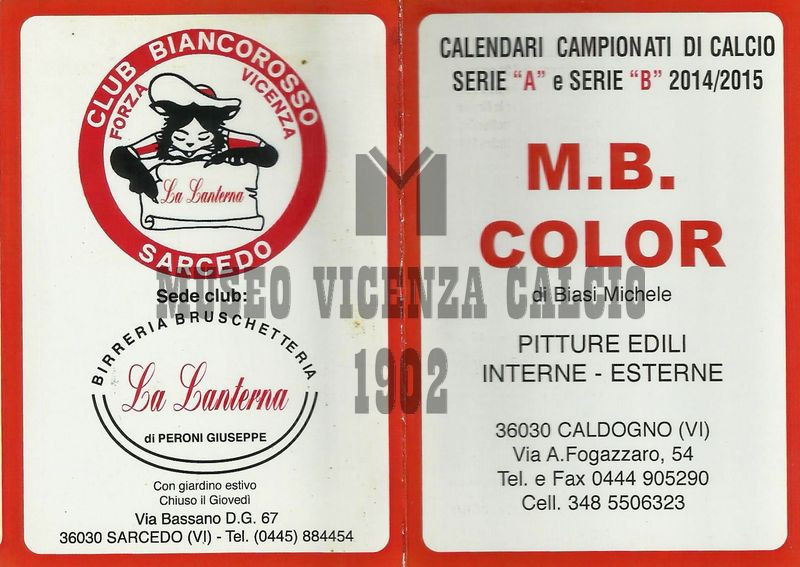 CLUB BIANCOROSSO
FORZA VICENZA
La Lanterna
SARCEDO
Sede club:
BIRRERIA BRUSCHETTERIA
La Lanterna
di PERONI GIUSEPPE
Con giardino estivo
Chiuso il Giovedì
Via Bassano D.G. 67
36030 SARCEDO (VI) - Tel. (0445) 884454
CALENDARI CAMPIONATI DI CALCIO
SERIE "A" e SERIE "B" 2014/2015
M.B.
COLOR
di Biasi Michele
PITTURE EDILI
INTERNE - ESTERNE
36030 CALDOGNO (VI)
Via A.Fogazzaro, 54
Tel. e Fax 0444 905290
Cell. 348 5506323
MUSEO VICENZA CALCIO
1902